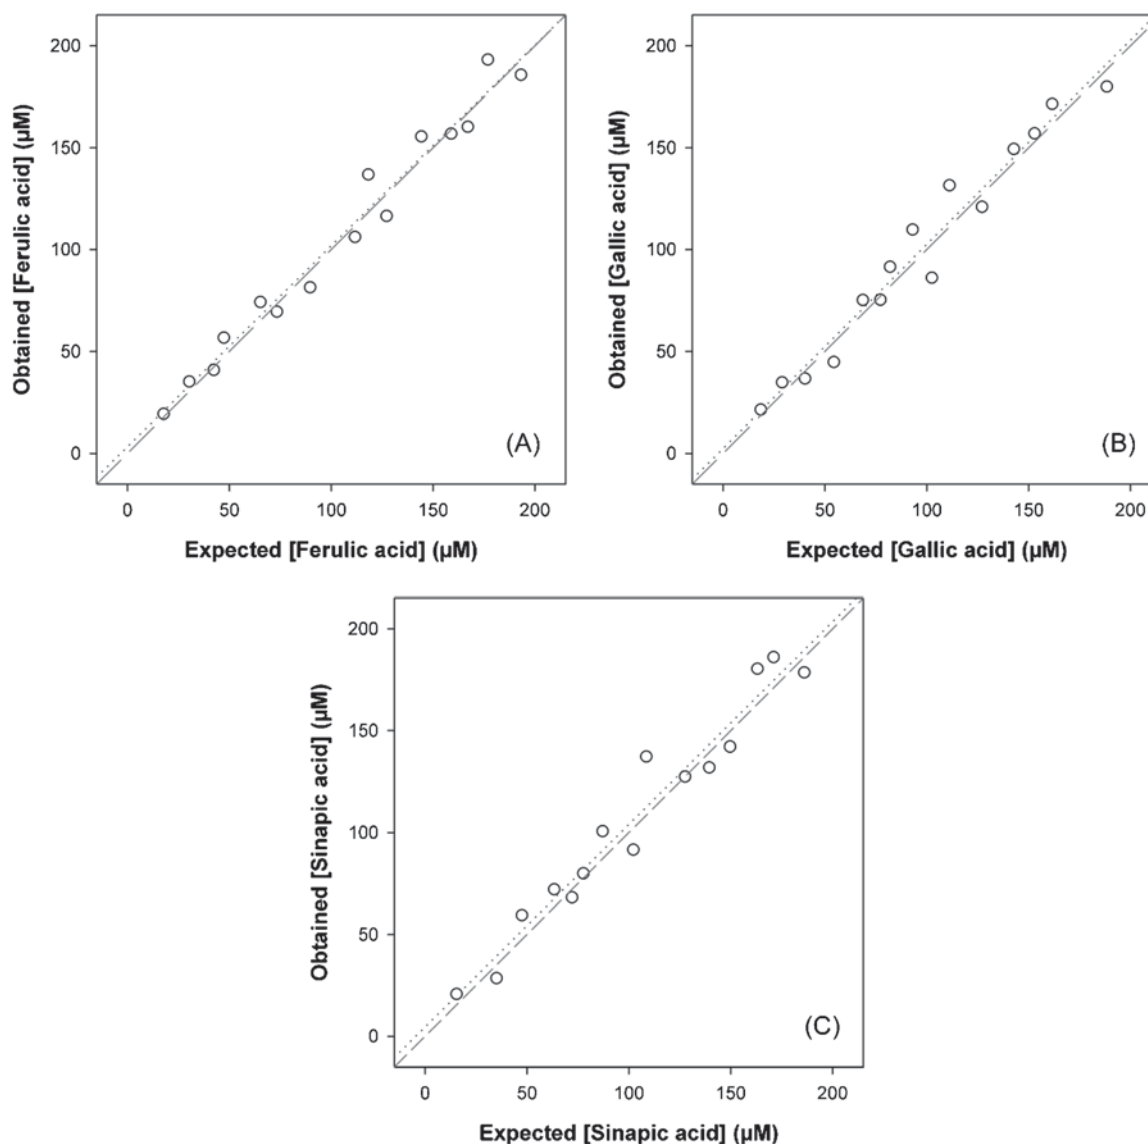 200
150
100
50
0
Obtained [Ferulic acid] (µM)
(A)
0 50 100 150 200
Expected [Ferulic acid] (µM)
200
150
100
50
0
Obtained [Gallic acid] (µM)
(B)
0 50 100 150 200
Expected [Gallic acid] (µM)
200
150
100
50
0
Obtained [Sinapic acid] (µM)
(C)
0 50 100 150 200
Expected [Sinapic acid] (µM)